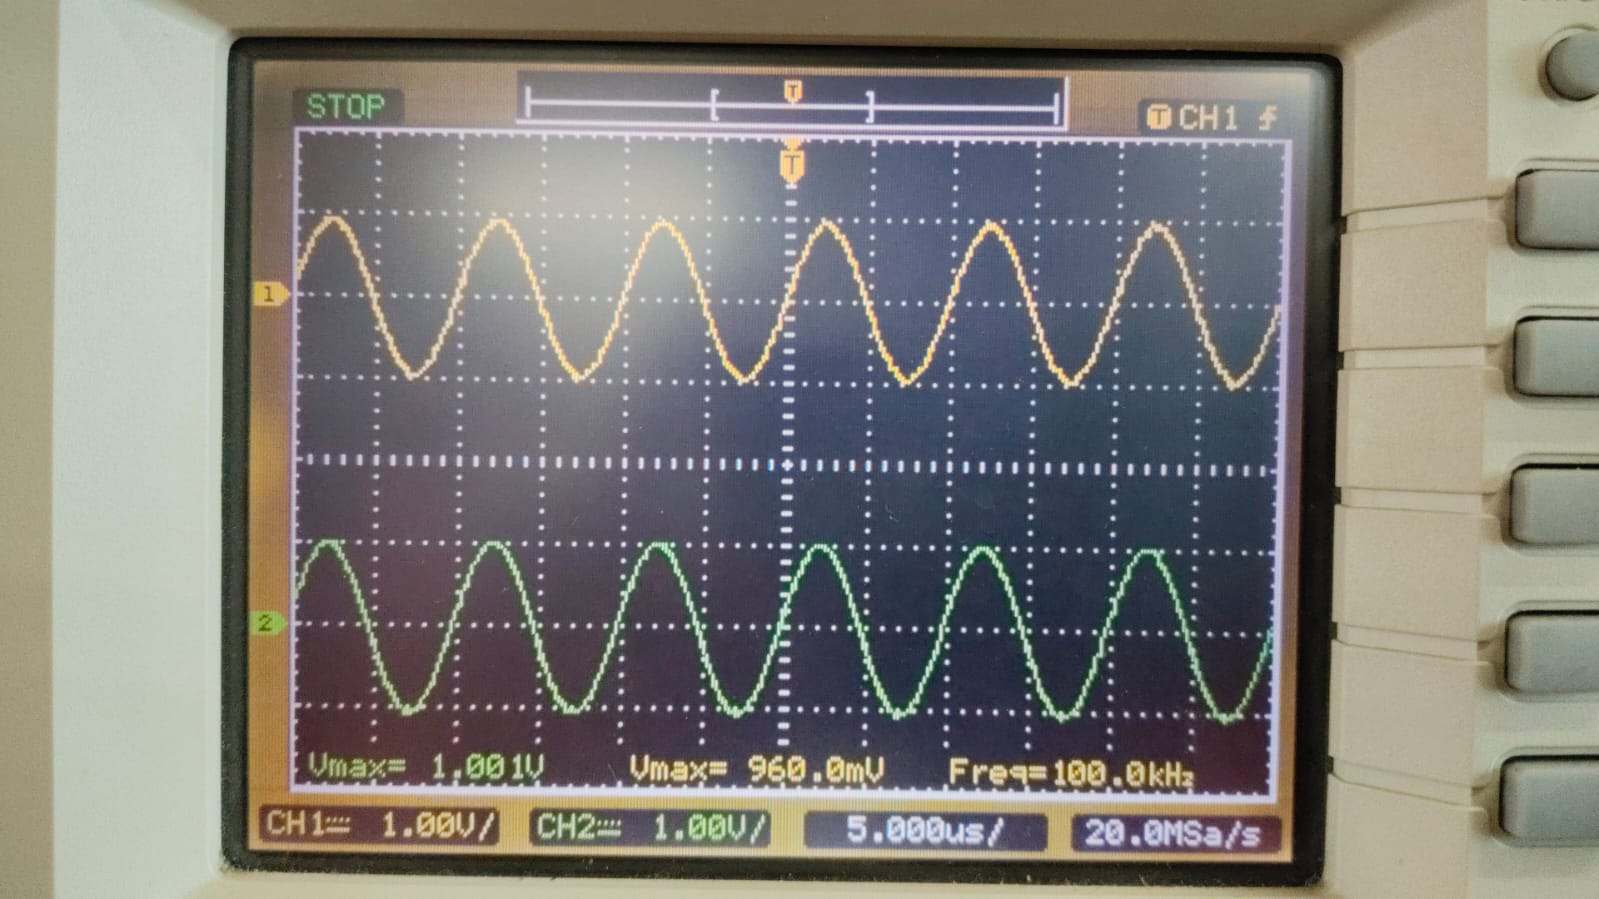 STOP
T
T CH1
T
1
2
Vmax= 1.001V Vmax= 960.0mV Freq=100.0kHz
CH1 1.00V/ CH2 1.00V/ 5.000us/ 20.0MSa/s